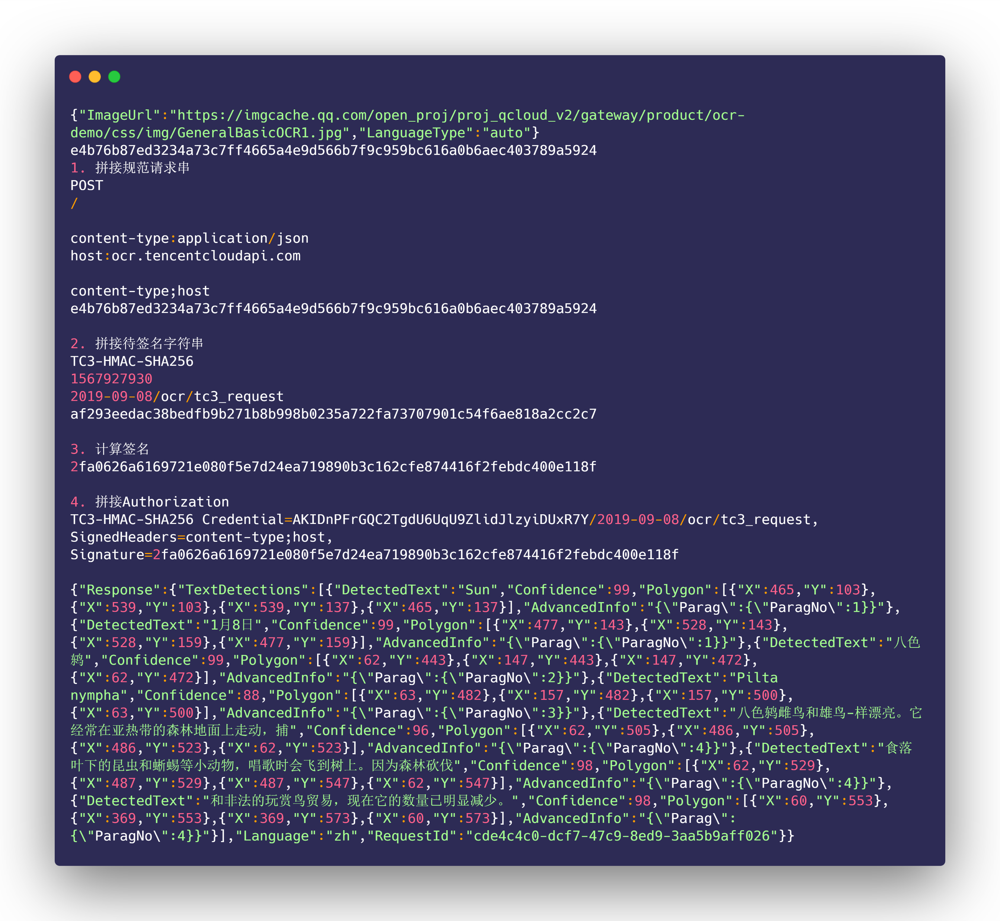 {"ImageUrl":"https://imgcache.qq.com/open_proj/proj_qcloud_v2/gateway/product/ocr-
demo/css/img/GeneralBasicOCR1.jpg","LanguageType":"auto"}
e4b76b87ed3234a73c7ff4665a4e9d566b7f9c959bc616a0b6aec403789a5924
1. 拼接规范请求串
POST
/
content-type:application/json
host:ocr.tencentcloudapi.com
content-type;host
e4b76b87ed3234a73c7ff4665a4e9d566b7f9c959bc616a0b6aec403789a5924
2. 拼接待签名字符串
TC3-HMAC-SHA256
1567927930
2019-09-08/ocr/tc3_request
af293eedac38bedfb9b271b8b998b0235a722fa73707901c54f6ae818a2cc2c7
3. 计算签名
2fa0626a6169721e080f5e7d24ea719890b3c162cfe874416f2febdc400e118f
4. 拼接Authorization
TC3-HMAC-SHA256 Credential=AKIDnPFrGQC2TgdU6UqU9ZlidJlzyiDUxR7Y/2019-09-08/ocr/tc3_request,
SignedHeaders=content-type;host,
Signature=2fa0626a6169721e080f5e7d24ea719890b3c162cfe874416f2febdc400e118f
{"Response":{"TextDetections":[{"DetectedText":"Sun","Confidence":99,"Polygon":[{"X":465,"Y":103},
{"X":539,"Y":103},{"X":539,"Y":137},{"X":465,"Y":137}],"AdvancedInfo":"{\"Parag\":{\"ParagNo\":1}}"},
{"DetectedText":"1月8日","Confidence":99,"Polygon":[{"X":477,"Y":143},{"X":528,"Y":143},
{"X":528,"Y":159},{"X":477,"Y":159}],"AdvancedInfo":"{\"Parag\":{\"ParagNo\":1}}"},{"DetectedText":"八色
鸫","Confidence":99,"Polygon":[{"X":62,"Y":443},{"X":147,"Y":443},{"X":147,"Y":472},
{"X":62,"Y":472}],"AdvancedInfo":"{\"Parag\":{\"ParagNo\":2}}"},{"DetectedText":"Pilta
nympha","Confidence":88,"Polygon":[{"X":63,"Y":482},{"X":157,"Y":482},{"X":157,"Y":500},
{"X":63,"Y":500}],"AdvancedInfo":"{\"Parag\":{\"ParagNo\":3}}"},{"DetectedText":"八色鸫雌鸟和雄鸟-样漂亮。它
经常在亚热带的森林地面上走动，捕","Confidence":96,"Polygon":[{"X":62,"Y":505},{"X":486,"Y":505},
{"X":486,"Y":523},{"X":62,"Y":523}],"AdvancedInfo":"{\"Parag\":{\"ParagNo\":4}}"},{"DetectedText":"食落
叶下的昆虫和蜥蜴等小动物，唱歌时会飞到树上。因为森林砍伐","Confidence":98,"Polygon":[{"X":62,"Y":529},
{"X":487,"Y":529},{"X":487,"Y":547},{"X":62,"Y":547}],"AdvancedInfo":"{\"Parag\":{\"ParagNo\":4}}"},
{"DetectedText":"和非法的玩赏鸟贸易，现在它的数量已明显减少。","Confidence":98,"Polygon":[{"X":60,"Y":553},
{"X":369,"Y":553},{"X":369,"Y":573},{"X":60,"Y":573}],"AdvancedInfo":"{\"Parag\":
{\"ParagNo\":4}}"}],"Language":"zh","RequestId":"cde4c4c0-dcf7-47c9-8ed9-3aa5b9aff026"}}